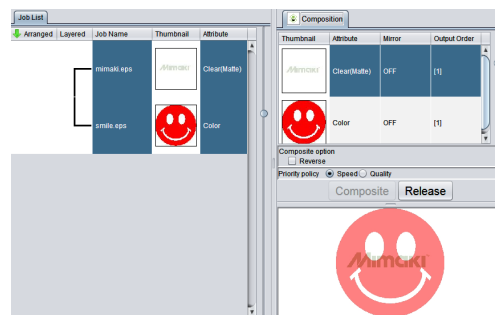 Job List
Arranged Layered Job Name Thumbnail Attribute
mimaki.eps Mimaki Clear(Matte)
smile.eps Color
Composition
Thumbnail Attribute Mirror Output Order
Mimaki Clear(Matte) OFF [1]
Color OFF [1]
Composite option
Reverse
Priority policy Speed Quality
Composite Release
Mimaki